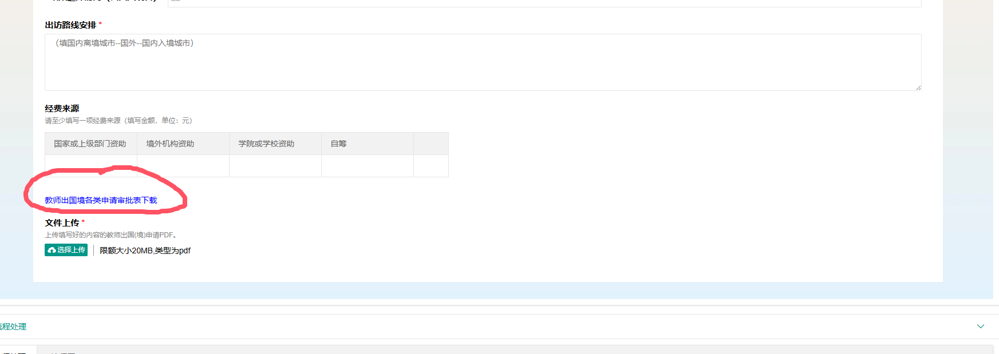 出访路线安排 *
（填国内离境城市--国外--国内入境城市）
经费来源
请至少填写一项经费来源（填写金额，单位：元）
国家或上级部门资助 境外机构资助 学院或学校资助 自筹
教师出国境各类申请审批表下载
文件上传 *
上传填写好的内容的教师出国(境)申请PDF。
选择上传 限额大小20MB,类型为pdf
程处理